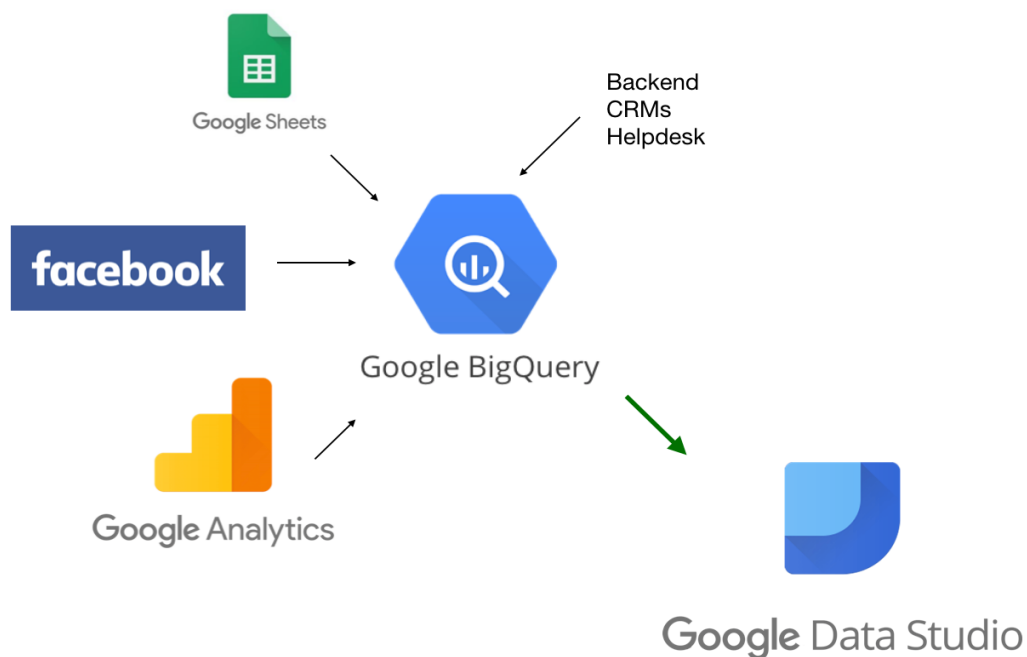 Google Sheets
Backend
CRMs
Helpdesk
facebook
Google BigQuery
Google Analytics
Google Data Studio